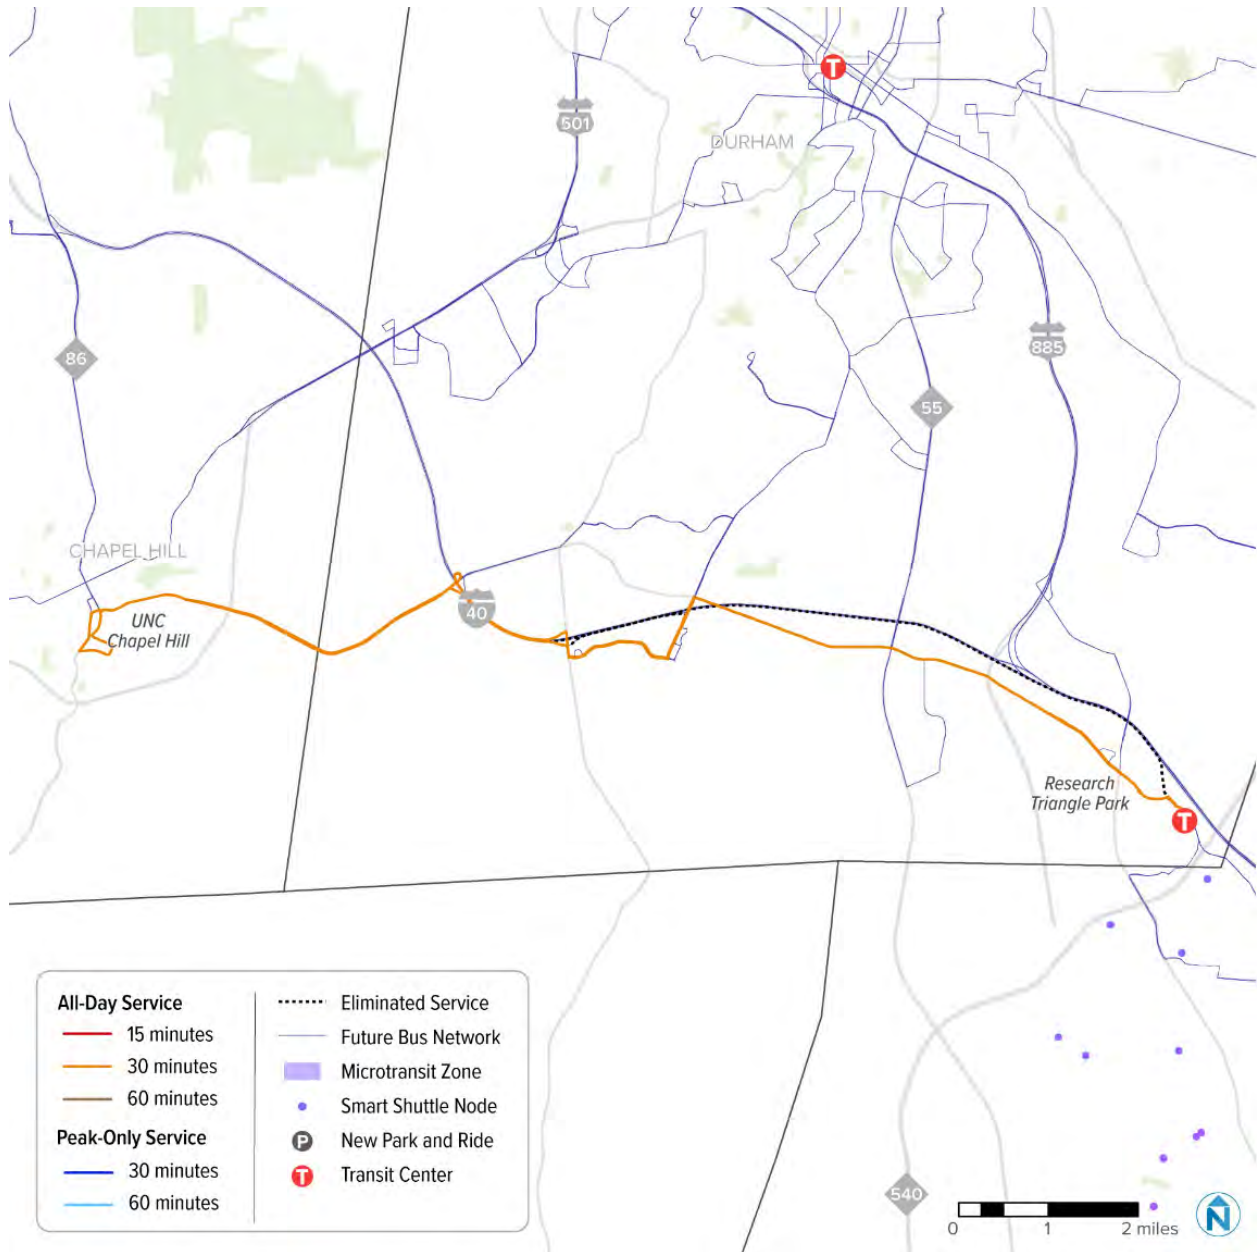 T
501
DURHAM
86
885
55
CHAPEL HILL
UNC
Chapel Hill
40
Research
Triangle Park
T
All-Day Service
15 minutes
30 minutes
60 minutes
Peak-Only Service
30 minutes
60 minutes
Eliminated Service
Future Bus Network
Microtransit Zone
Smart Shuttle Node
P New Park and Ride
T Transit Center
540
0 1 2 miles
N